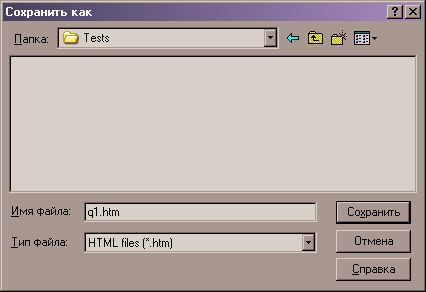 Сохранить как
Папка: Tests
Имя файла: q1.htm Сохранить
Тип файла: HTML files (*.htm) Отмена
Справка